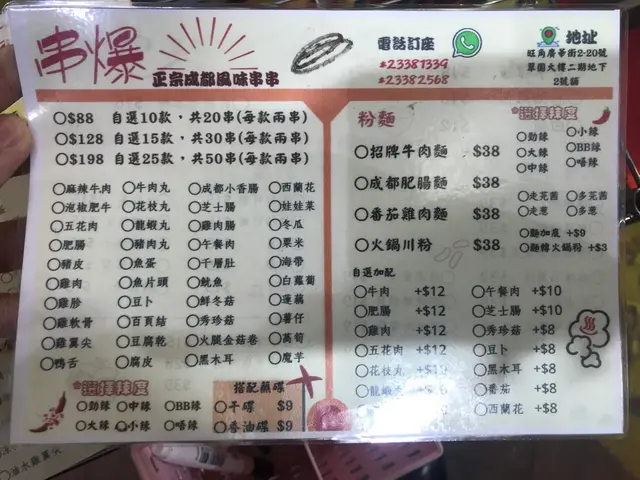 串爆
正宗成都風味串串
電話訂座
*23381339
*23382568
地址
旺角廣華街2-20號
翠園大樓二期地下
2號舖
○$88 自選10款，共20串(每款兩串)
○$128 自選15款，共30串(每款兩串)
○$198 自選25款，共50串(每款兩串)
○麻辣牛肉 ○牛肉丸 ○成都小香腸 ○西蘭花
○泡椒肥牛 ○花枝丸 ○芝士腸 ○娃娃菜
○五花肉 ○龍蝦丸 ○雞肉腸 ○冬瓜
○肥腸 ○豬肉丸 ○午餐肉 ○粟米
○豬皮 ○魚蛋 ○千層肚 ○海帶
○雞肉 ○魚片頭 ○魷魚 ○白蘿蔔
○雞胗 ○豆卜 ○鮮冬菇 ○蓮藕
○雞軟骨 ○百頁結 ○秀珍菇 ○薯仔
○雞翼尖 ○豆腐乾 ○火腿金菇卷 ○萵筍
○鴨舌 ○腐皮 ○黑木耳 ○魔芋
*選擇辣度
○勁辣 ○中辣 ○BB辣
○大辣 ○小辣 ○唔辣
搭配蘸碟
○干碟 $9
○香油碟 $9
粉麵
○招牌牛肉麵 $38
○成都肥腸麵 $38
○番茄雞肉麵 $38
○火鍋川粉 $38
*選擇辣度
○勁辣 ○小辣
○大辣 ○BB辣
○中辣 ○唔辣
○走芫茜 ○多芫茜
○走蔥 ○多蔥
○麵加底 +$9
○麵轉火鍋粉 +$3
自選加配
○牛肉 +$12 ○午餐肉 +$10
○肥腸 +$12 ○芝士腸 +$10
○雞肉 +$12 ○秀珍菇 +$8
○五花肉 +$12 ○豆卜 +$8
○花枝丸 ○黑木耳 +$8
○龍蝦 ○番茄 +$8
○西蘭花 +$8